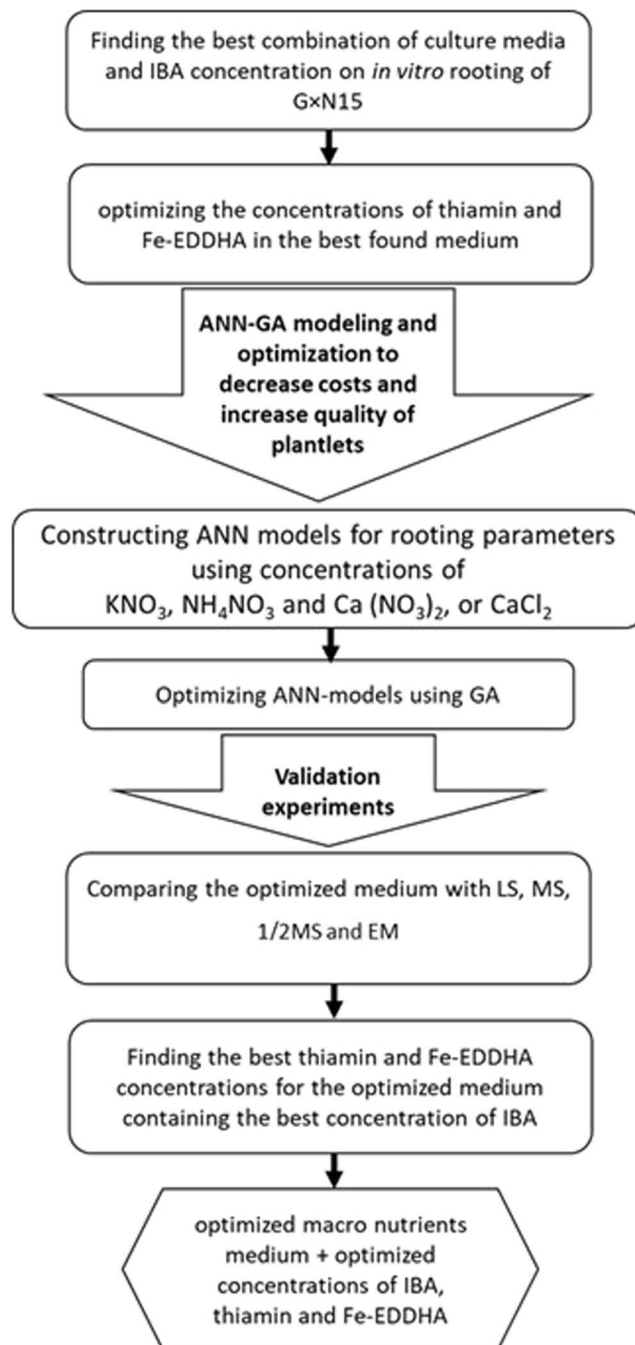 Finding the best combination of culture media
and IBA concentration on in vitro rooting of
G×N15
optimizing the concentrations of thiamin and
Fe-EDDHA in the best found medium
ANN-GA modeling and
optimization to
decrease costs and
increase quality of
plantlets
Constructing ANN models for rooting parameters
using concentrations of
KNO₃, NH₄NO₃ and Ca (NO₃)₂, or CaCl₂
Optimizing ANN-models using GA
Validation
experiments
Comparing the optimized medium with LS, MS,
1/2MS and EM
Finding the best thiamin and Fe-EDDHA
concentrations for the optimized medium
containing the best concentration of IBA
optimized macro nutrients
medium + optimized
concentrations of IBA,
thiamin and Fe-EDDHA